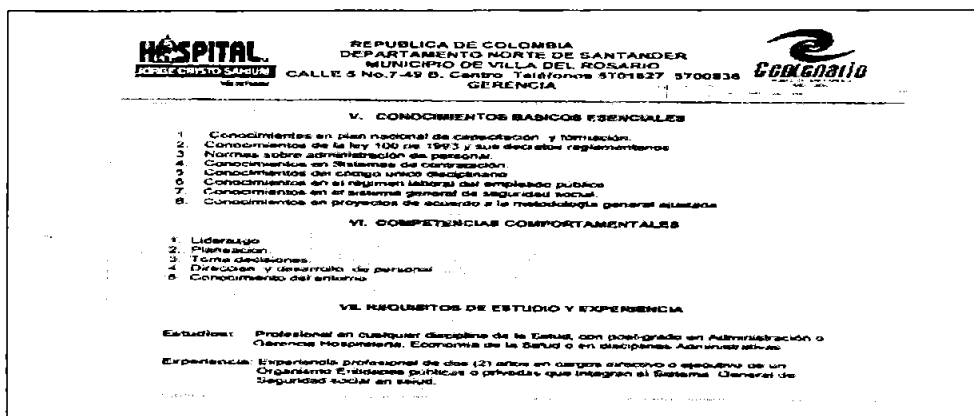 HOSPITAL
JORGE CRISTO SAHIUM
REPUBLICA DE COLOMBIA
DEPARTAMENTO NORTE DE SANTANDER
MUNICIPIO DE VILLA DEL ROSARIO
CALLE 5 No.7-49 B. Centro Teléfonos 5701827 5700838
GERENCIA
Centenario
V. CONOCIMIENTOS BASICOS ESENCIALES
1. Conocimientos en plan nacional de capacitación y formación.
2. Conocimientos de la ley 100 de 1993 y sus decretos reglamentarios
3. Normas sobre administración de personal.
4. Conocimientos en Sistemas de contratación.
5. Conocimientos del código unico disciplinario
6. Conocimientos en el régimen laboral del empleado público
7. Conocimientos en el sistema general de seguridad social.
8. Conocimientos en proyectos de acuerdo a la metodología general ajustada
VI. COMPETENCIAS COMPORTAMENTALES
1. Liderazgo
2. Planeación.
3. Toma decisiones.
4. Dirección y desarrollo de personal
5. Conocimiento del entorno
VII. REQUISITOS DE ESTUDIO Y EXPERIENCIA
Estudios: Profesional en cualquier disciplina de la Salud, con post-grado en Administración o
Gerencia Hospitalaria, Economía de la Salud o en disciplinas Administrativas
Experiencia: Experiencia profesional de dos (2) años en cargos directivo o ejecutivo de un
Organismo Entidades públicas o privadas que integran el Sistema General de
Seguridad social en salud.